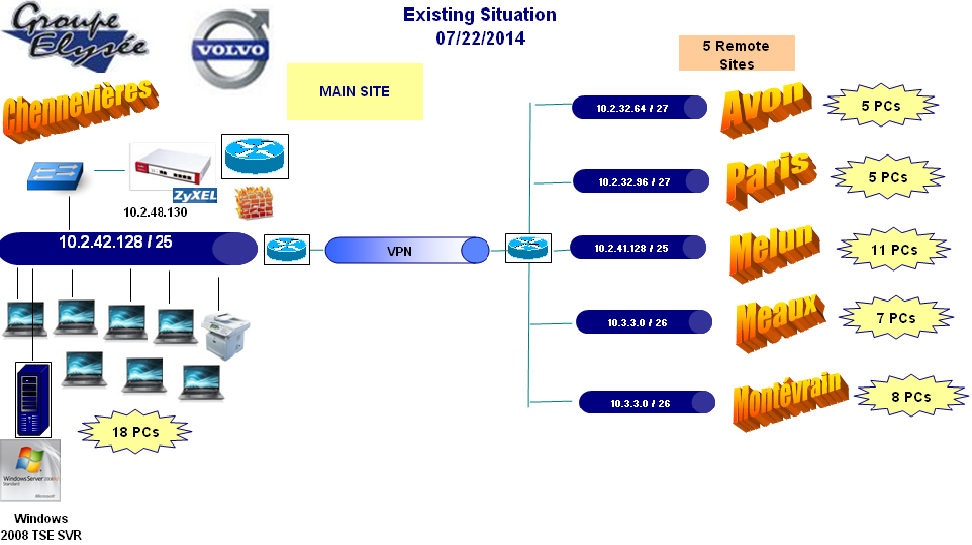 Groupe
Elysée
VOLVO
Existing Situation
07/22/2014
5 Remote
Sites
MAIN SITE
Chennevières
ZyXEL
10.2.48.130
10.2.42.128 / 25
VPN
10.2.32.64 / 27
Avon
5 PCs
10.2.32.96 / 27
Paris
5 PCs
10.2.41.128 / 25
Melun
11 PCs
10.3.3.0 / 26
Meaux
7 PCs
10.3.3.0 / 26
Montévrain
8 PCs
18 PCs
Windows Server 2008
Standard
Microsoft
Windows
2008 TSE SVR